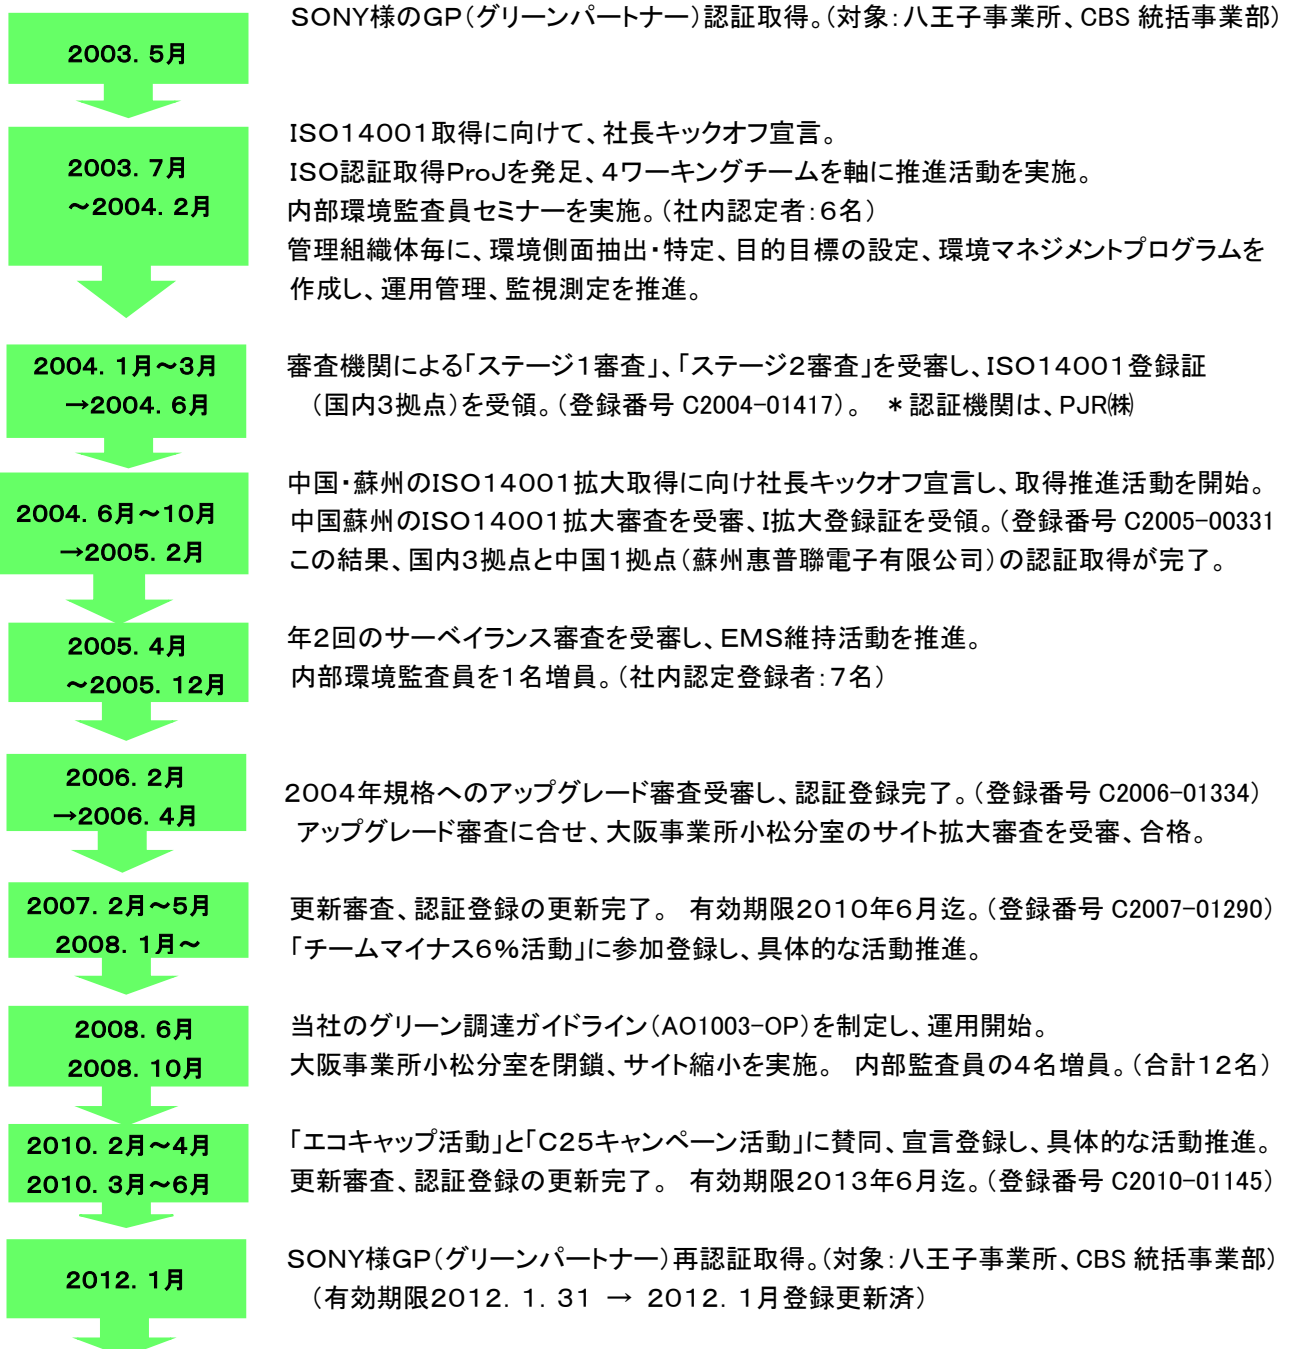 2003．5月
SONY様のGP（グリーンパートナー）認証取得。（対象：八王子事業所、CBS 統括事業部）
2003．7月
～2004．2月
ISO14001取得に向けて、社長キックオフ宣言。
ISO認証取得ProJを発足、4ワーキングチームを軸に推進活動を実施。
内部環境監査員セミナーを実施。（社内認定者：6名）
管理組織体毎に、環境側面抽出・特定、目的目標の設定、環境マネジメントプログラムを
作成し、運用管理、監視測定を推進。
2004．1月～3月
→2004．6月
審査機関による「ステージ1審査」、「ステージ2審査」を受審し、ISO14001登録証
（国内3拠点）を受領。（登録番号 C2004-01417）。　＊認証機関は、PJR㈱
2004．6月～10月
→2005．2月
中国・蘇州のISO14001拡大取得に向け社長キックオフ宣言し、取得推進活動を開始。
中国蘇州のISO14001拡大審査を受審、I拡大登録証を受領。（登録番号 C2005-00331
この結果、国内3拠点と中国1拠点（蘇州惠普聯電子有限公司）の認証取得が完了。
2005．4月
～2005．12月
年2回のサーベイランス審査を受審し、EMS維持活動を推進。
内部環境監査員を1名増員。（社内認定登録者：7名）
2006．2月
→2006．4月
2004年規格へのアップグレード審査受審し、認証登録完了。（登録番号 C2006-01334）
アップグレード審査に合せ、大阪事業所小松分室のサイト拡大審査を受審、合格。
2007．2月～5月
2008．1月～
更新審査、認証登録の更新完了。　有効期限2010年6月迄。（登録番号 C2007-01290）
「チームマイナス6％活動」に参加登録し、具体的な活動推進。
2008．6月
2008．10月
当社のグリーン調達ガイドライン（AO1003-OP）を制定し、運用開始。
大阪事業所小松分室を閉鎖、サイト縮小を実施。　内部監査員の4名増員。（合計12名）
2010．2月～4月
2010．3月～6月
「エコキャップ活動」と「C25キャンペーン活動」に賛同、宣言登録し、具体的な活動推進。
更新審査、認証登録の更新完了。　有効期限2013年6月迄。（登録番号 C2010-01145）
2012．1月
SONY様GP（グリーンパートナー）再認証取得。（対象：八王子事業所、CBS 統括事業部）
（有効期限2012．1．31 → 2012．1月登録更新済）